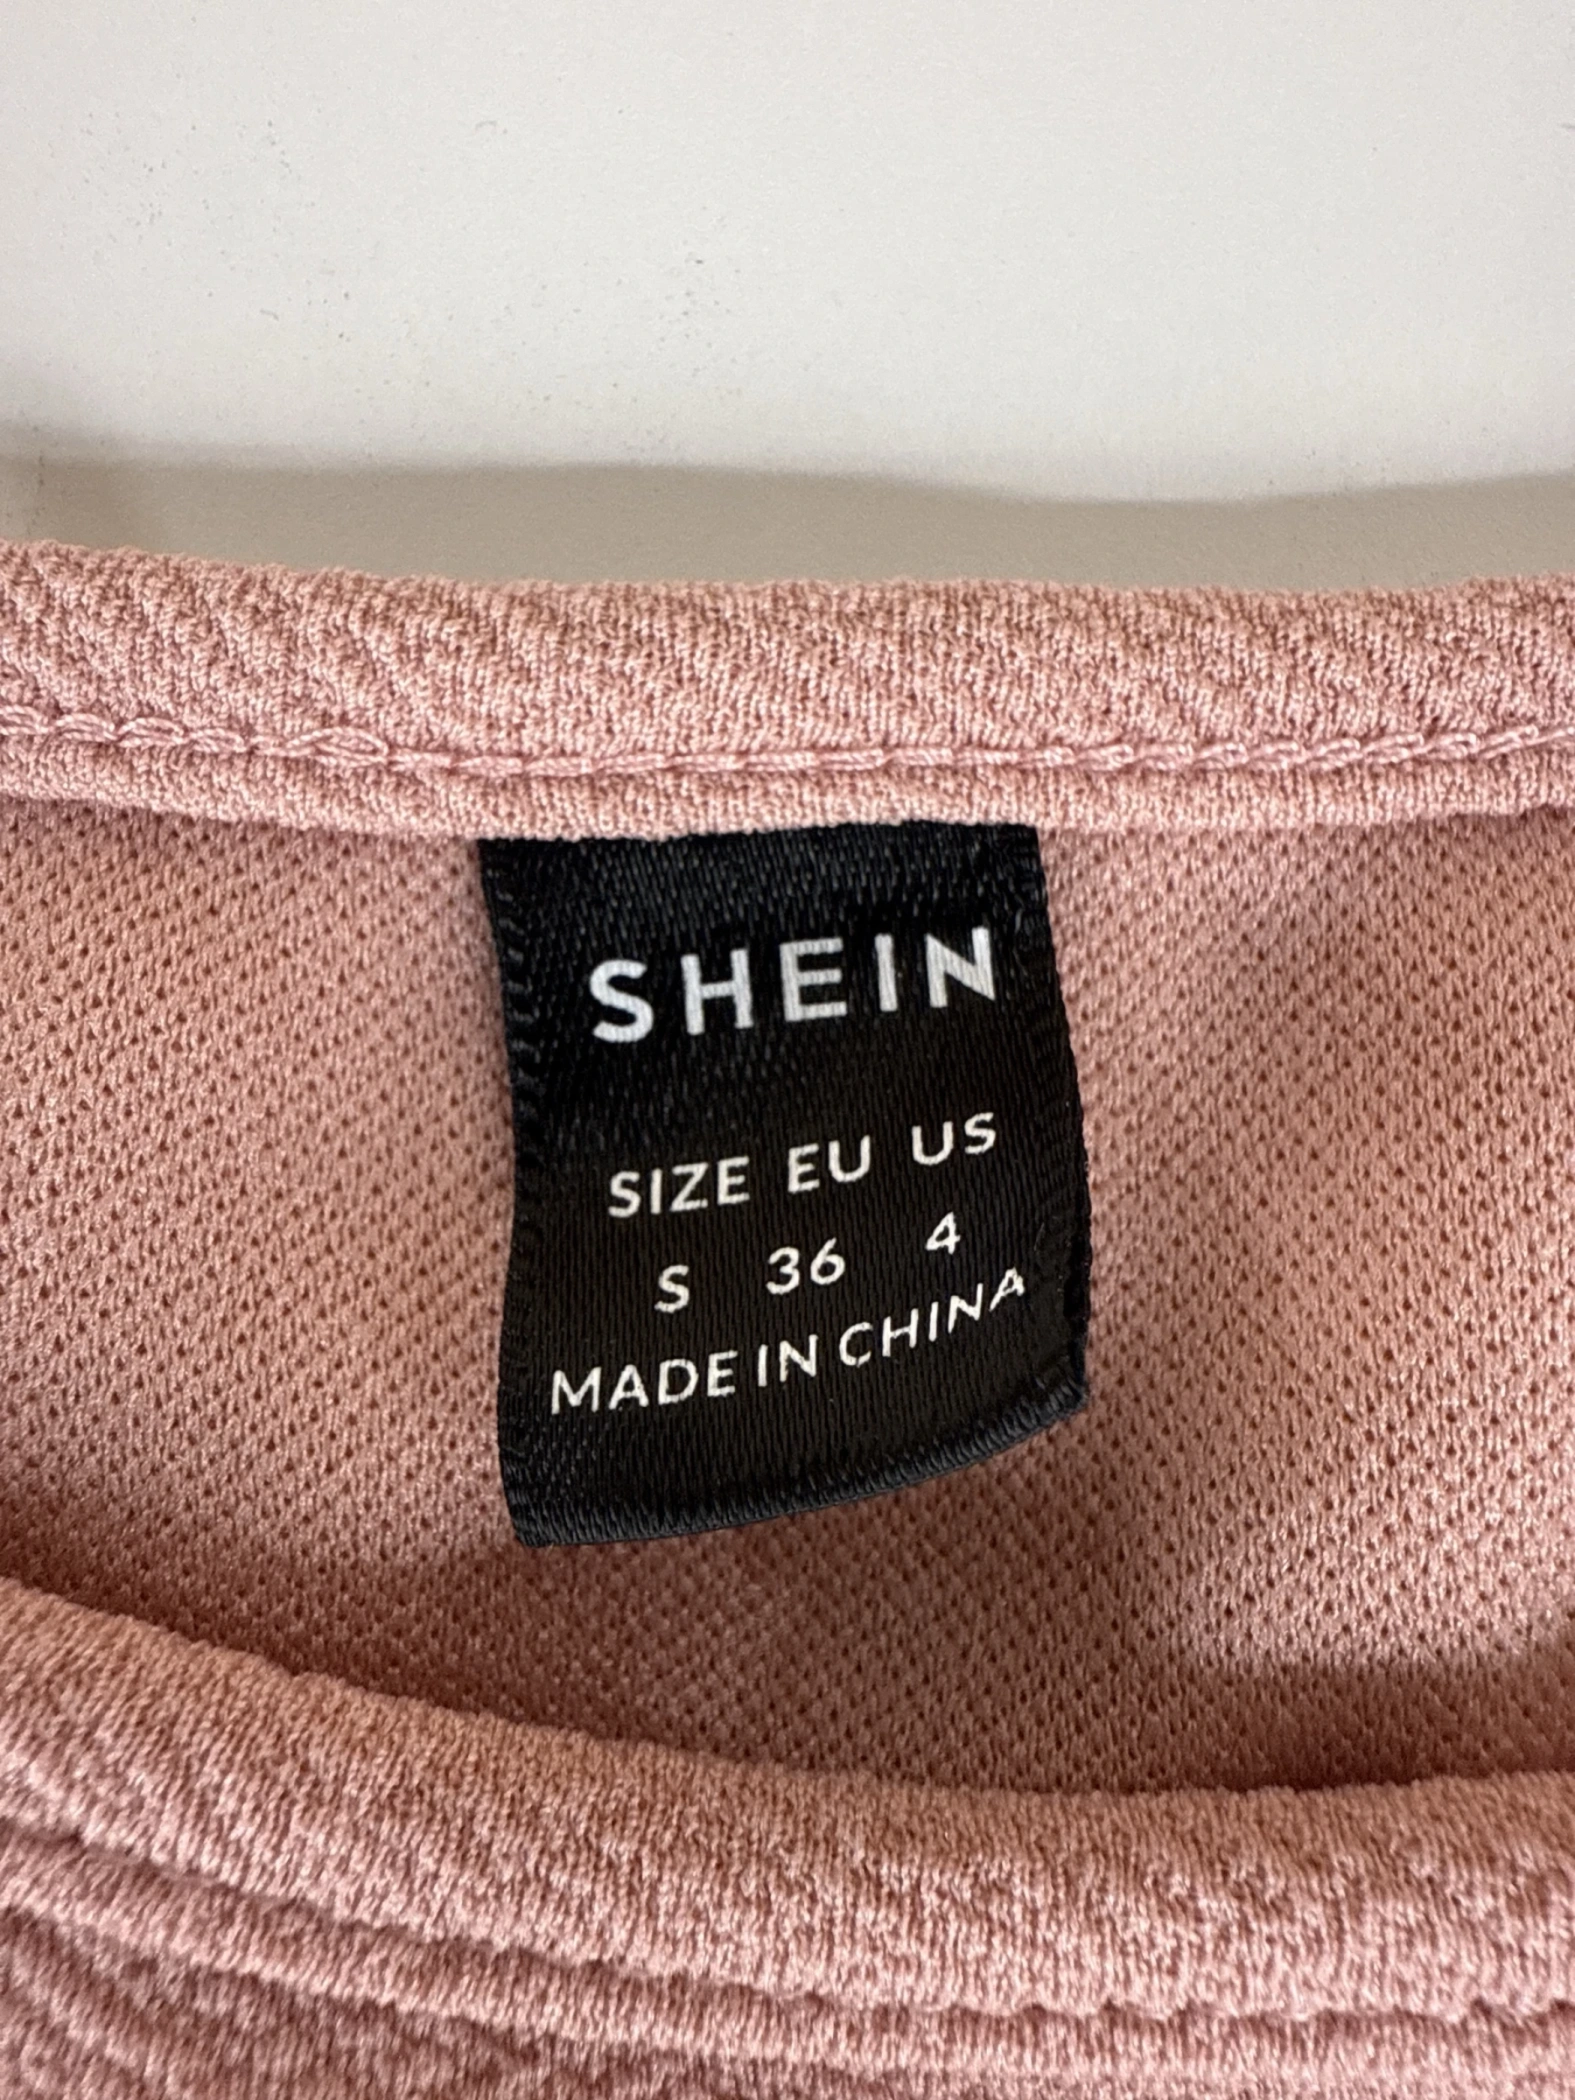 SHEIN
SIZE EU US
S 36 4
MADE IN CHINA